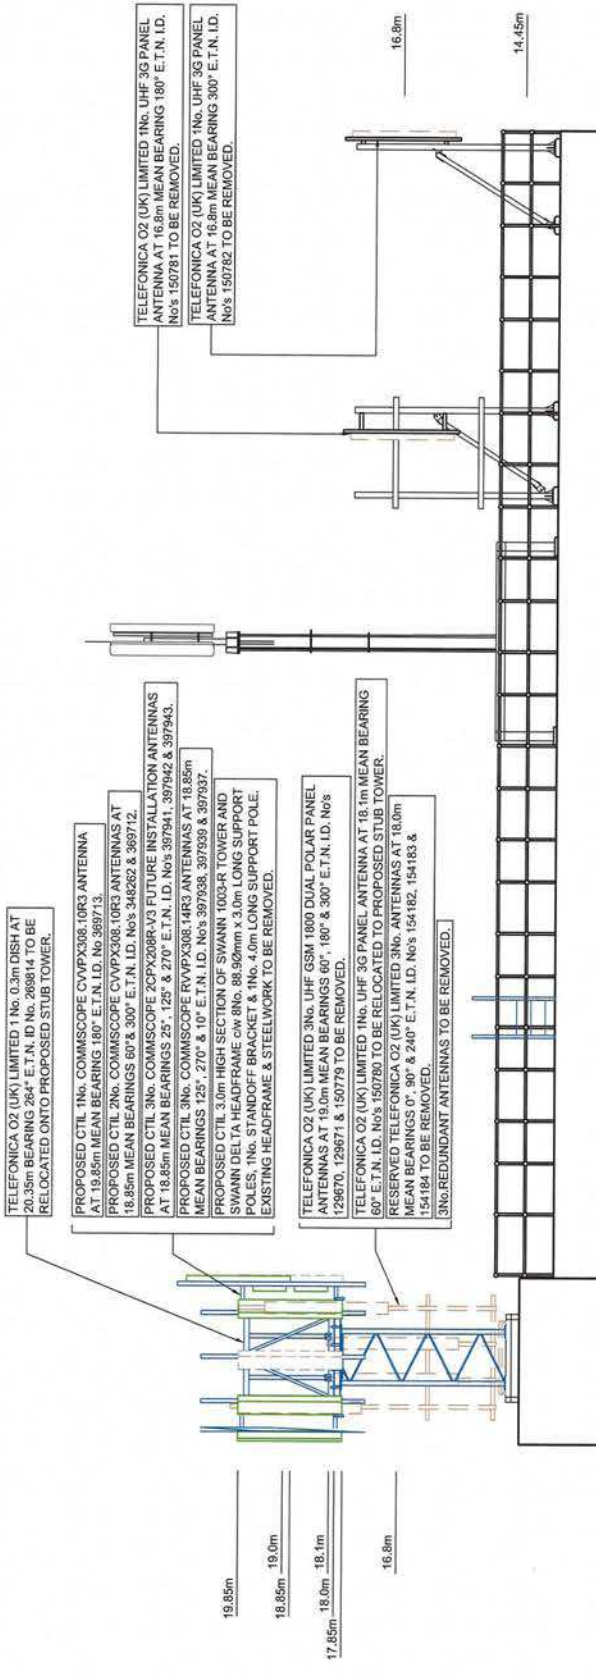 TELEFONICA O2 (UK) LIMITED 1 No. 0.3m DISH AT
20.35m BEARING 264° E.T.N. ID No. 269814 TO BE
RELOCATED ONTO PROPOSED STUB TOWER.
PROPOSED CTIL 1No. COMMSCOPE CVVPX308.10R3 ANTENNA
AT 19.85m MEAN BEARING 180° E.T.N. I.D. No 369713.
PROPOSED CTIL 2No. COMMSCOPE CVVPX308.10R3 ANTENNAS AT
18.85m MEAN BEARINGS 60°& 300° E.T.N. I.D. No's 348262 & 369712.
PROPOSED CTIL 3No. COMMSCOPE 2CPX208R-V3 FUTURE INSTALLATION ANTENNAS
AT 18.85m MEAN BEARINGS 25°, 125° & 270° E.T.N. I.D. No's 397941, 397942 & 397943.
PROPOSED CTIL 3No. COMMSCOPE RVVPX308.14R3 ANTENNAS AT 18.85m
MEAN BEARINGS 125°, 270° & 10° E.T.N. I.D. No's 397938, 397939 & 397937.
PROPOSED CTIL 3.0m HIGH SECTION OF SWANN 1003-R TOWER AND
SWANN DELTA HEADFRAME c/w 8No. 88.9Ømm x 3.0m LONG SUPPORT
POLES, 1No. STANDOFF BRACKET & 1No. 4.0m LONG SUPPORT POLE.
EXISTING HEADFRAME & STEELWORK TO BE REMOVED.
TELEFONICA O2 (UK) LIMITED 3No. UHF GSM 1800 DUAL POLAR PANEL
ANTENNAS AT 19.0m MEAN BEARINGS 60°, 180° & 300° E.T.N. I.D. No's
129670, 129671 & 150779 TO BE REMOVED.
TELEFONICA O2 (UK) LIMITED 1No. UHF 3G PANEL ANTENNA AT 18.1m MEAN BEARING
60° E.T.N. I.D. No's 150780 TO BE RELOCATED TO PROPOSED STUB TOWER.
RESERVED TELEFONICA O2 (UK) LIMITED 3No. ANTENNAS AT 18.0m
MEAN BEARINGS 0°, 90° & 240° E.T.N. I.D. No's 154182, 154183 &
154184 TO BE REMOVED.
3No.REDUNDANT ANTENNAS TO BE REMOVED.
TELEFONICA O2 (UK) LIMITED 1No. UHF 3G PANEL
ANTENNA AT 16.8m MEAN BEARING 180° E.T.N. I.D.
No's 150781 TO BE REMOVED.
TELEFONICA O2 (UK) LIMITED 1No. UHF 3G PANEL
ANTENNA AT 16.8m MEAN BEARING 300° E.T.N. I.D.
No's 150782 TO BE REMOVED.
19.85m
19.0m
18.85m
18.1m
18.0m
17.85m
16.8m
16.8m
14.45m